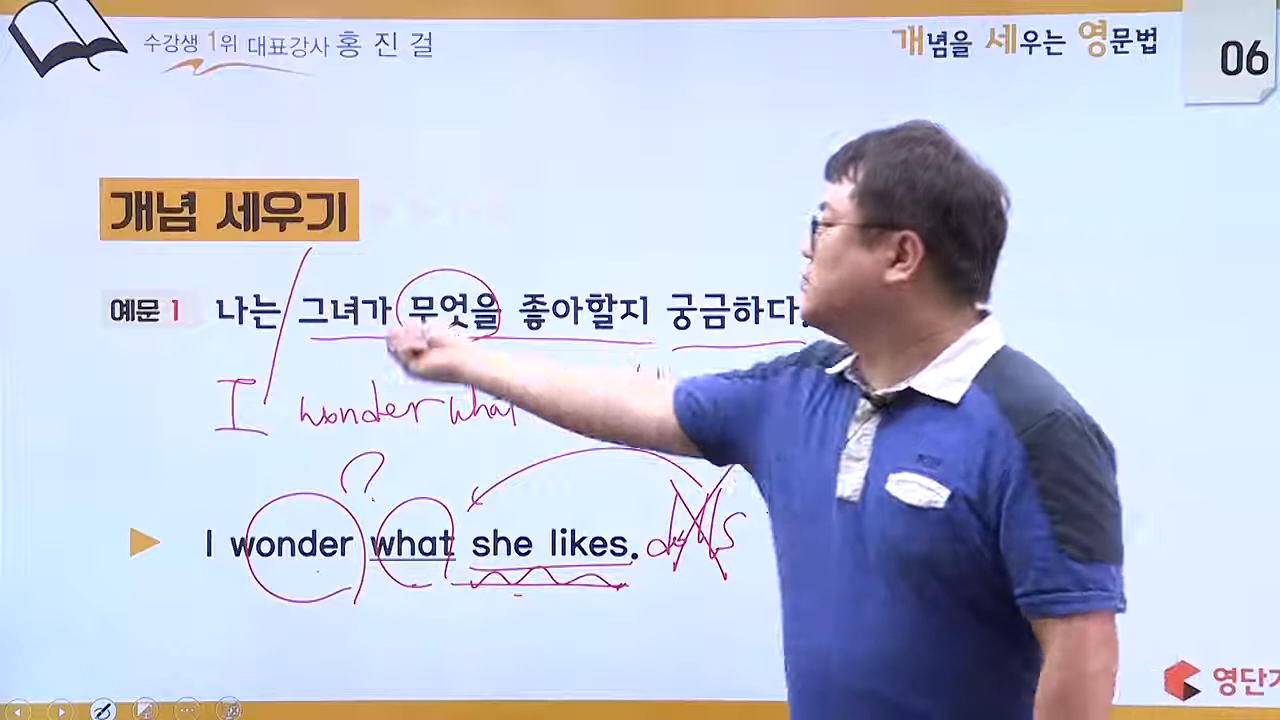 수강생 1위 대표강사 홍 진 걸
개념을 세우는 영문법
06
개념 세우기
예문 1 나는 그녀가 무엇을 좋아할지 궁금하다.
I wonder what
?
I wonder what she likes.
영단기